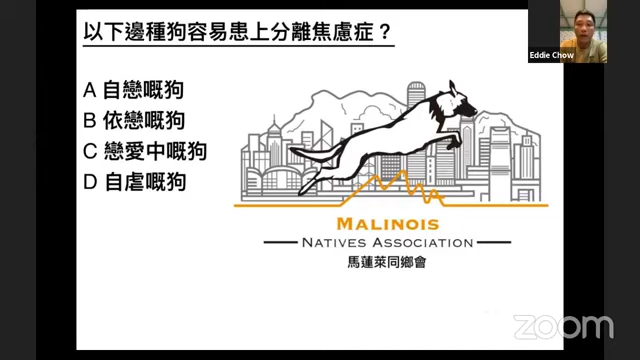 以下邊種狗容易患上分離焦慮症？
Eddie Chow
A 自戀嘅狗
B 依戀嘅狗
C 戀愛中嘅狗
D 自虐嘅狗
MALINOIS
NATIVES ASSOCIATION
馬蓮萊同鄉會
zoom